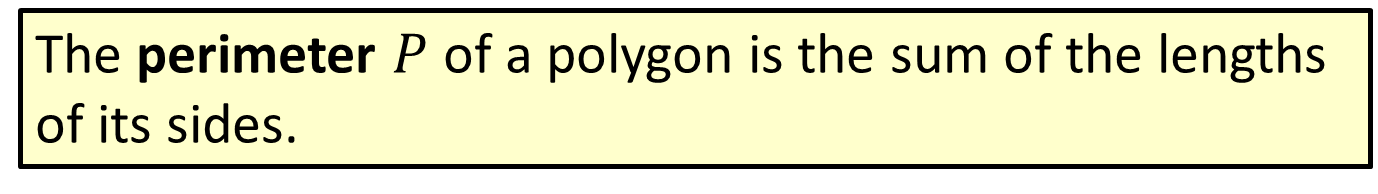 The perimeter P of a polygon is the sum of the lengths
of its sides.